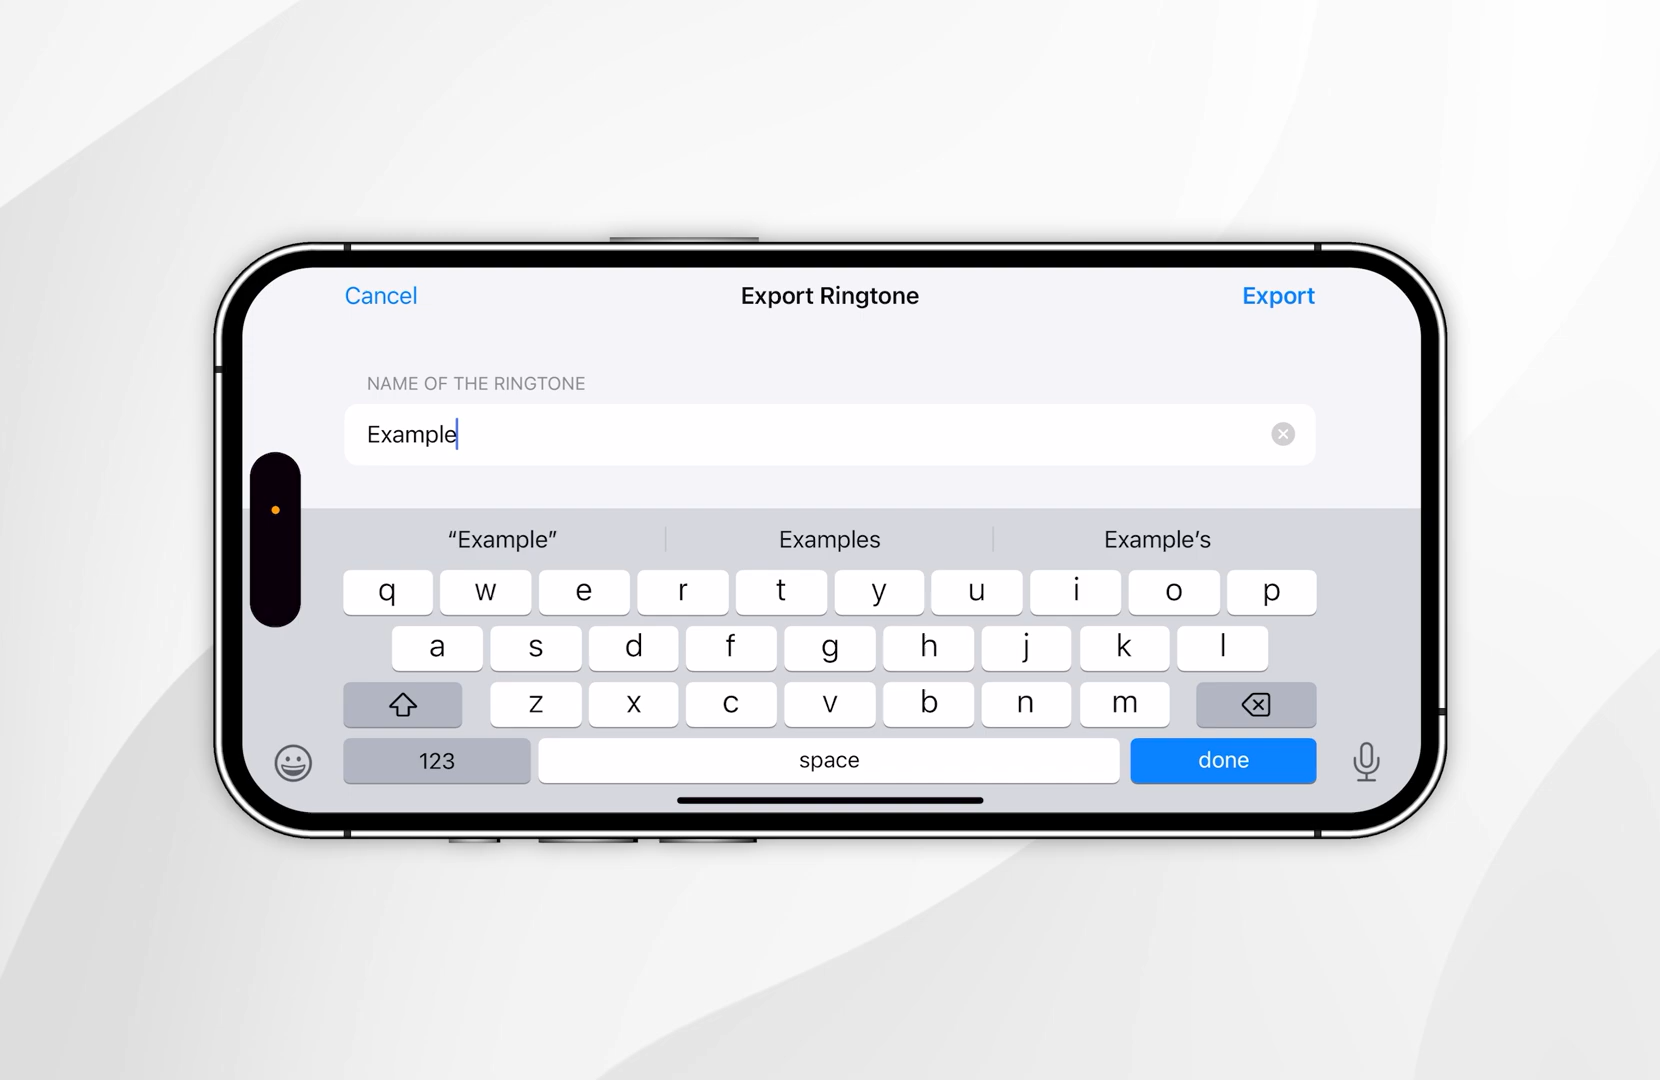 Cancel Export Ringtone Export
NAME OF THE RINGTONE
Example
“Example” Examples Example’s
q w e r t y u i o p
a s d f g h j k l
z x c v b n m
123 space done